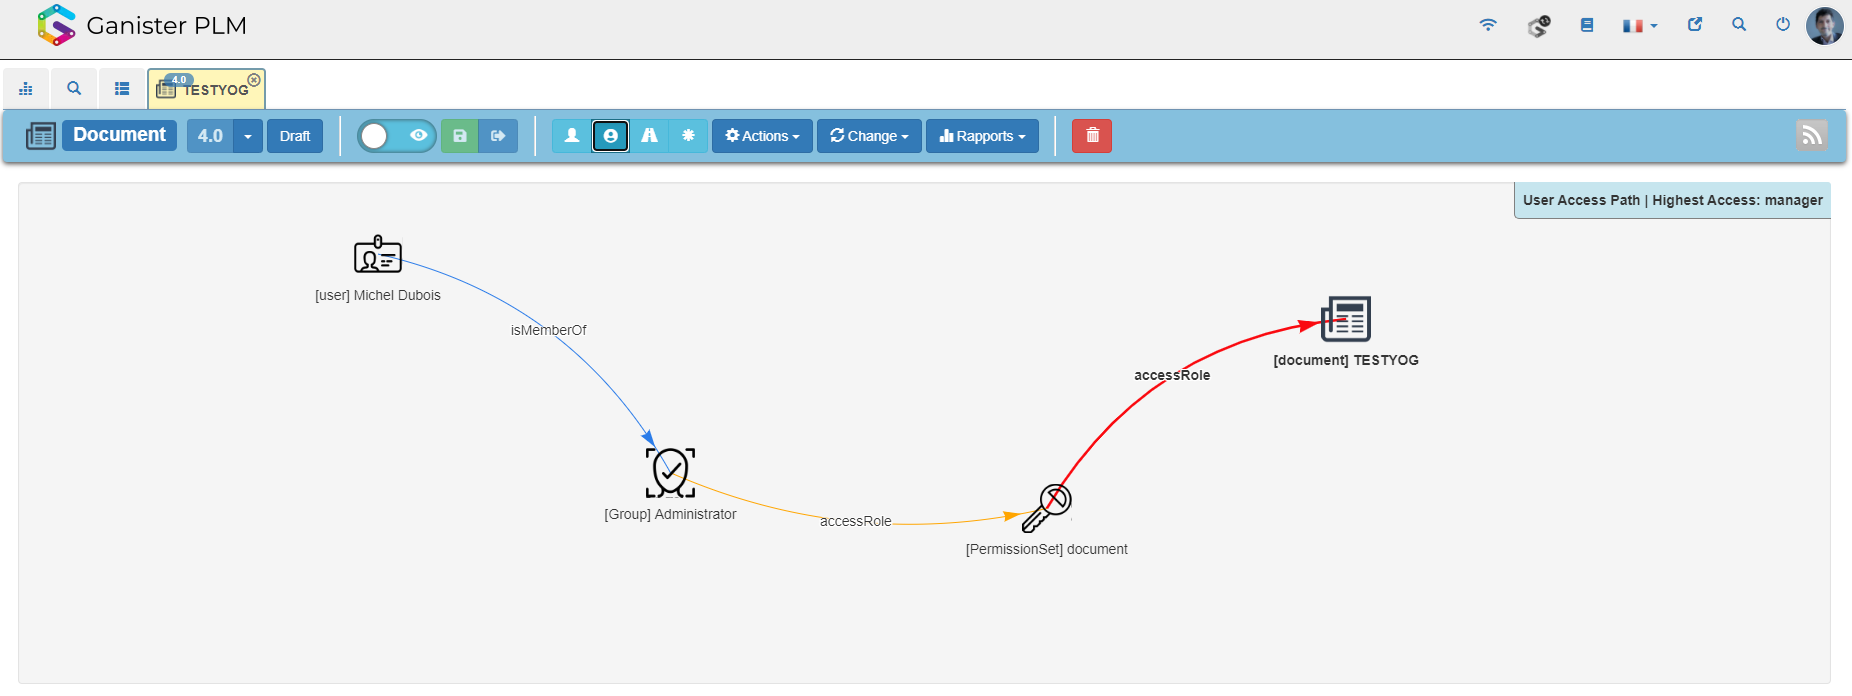 Ganister PLM
4.0
TESTYOG
Document
4.0
Draft
Actions
Change
Rapports
User Access Path | Highest Access: manager
[user] Michel Dubois
isMemberOf
[document] TESTYOG
accessRole
[Group] Administrator
accessRole
[PermissionSet] document